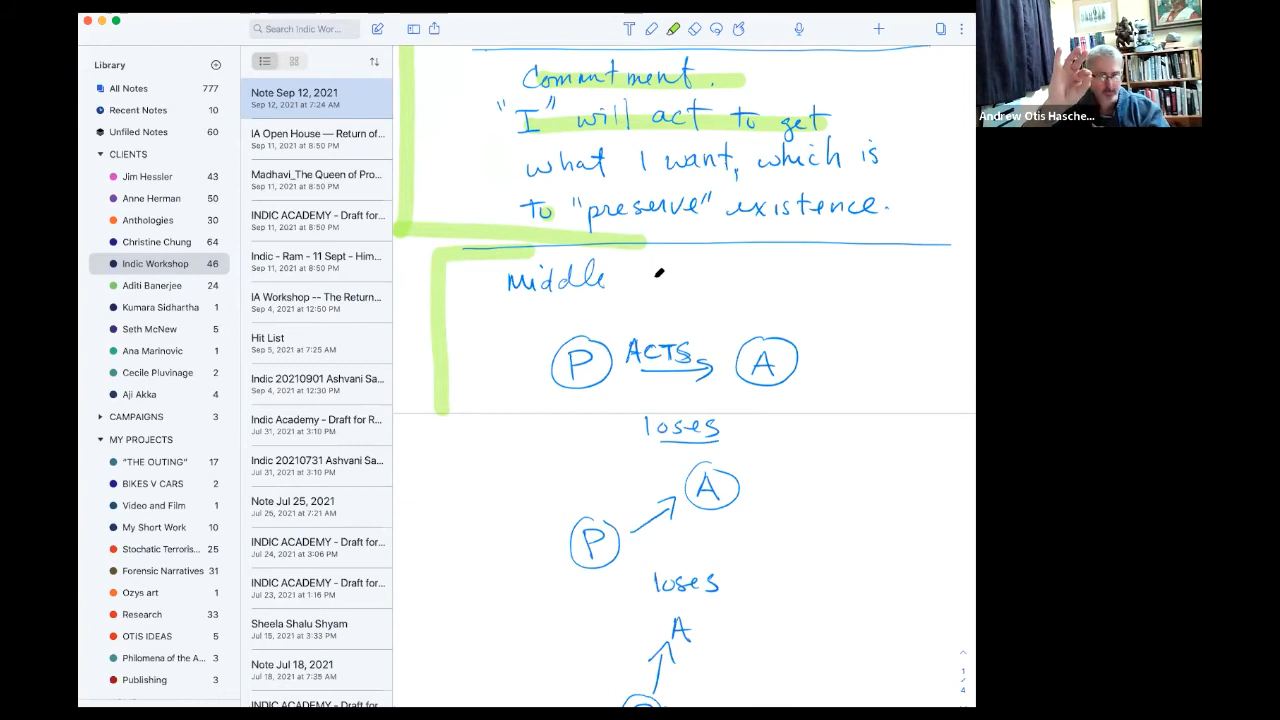 Search Indic Wor...
Library
All Notes 777
Recent Notes 10
Unfiled Notes 60
CLIENTS
Jim Hessler 43
Anne Herman 50
Anthologies 30
Christine Chung 64
Indic Workshop 46
Aditi Banerjee 24
Kumara Sidhartha 1
Seth McNew 5
Ana Marinovic 1
Cecile Pluvinage 2
Aji Akka 4
CAMPAIGNS 3
MY PROJECTS
"THE OUTING" 17
BIKES V CARS 2
Video and Film 1
My Short Work 10
Stochatic Terroris... 25
Forensic Narratives 31
Ozys art 1
Research 33
OTIS IDEAS 5
Philomena of the A... 3
Publishing 3
Note Sep 12, 2021
Sep 12, 2021 at 7:24 AM
IA Open House — Return of...
Sep 11, 2021 at 8:50 PM
Madhavi_The Queen of Pro...
Sep 11, 2021 at 8:50 PM
INDIC ACADEMY - Draft for...
Sep 11, 2021 at 8:50 PM
Indic - Ram - 11 Sept - Him...
Sep 11, 2021 at 8:50 PM
IA Workshop -- The Return...
Sep 4, 2021 at 12:50 PM
Hit List
Sep 5, 2021 at 7:25 AM
Indic 20210901 Ashvani Sa...
Sep 4, 2021 at 12:30 PM
Indic Academy - Draft for R...
Jul 31, 2021 at 3:10 PM
Indic 20210731 Ashvani Sa...
Jul 31, 2021 at 3:10 PM
Note Jul 25, 2021
Jul 25, 2021 at 7:21 AM
INDIC ACADEMY - Draft for...
Jul 24, 2021 at 3:06 PM
INDIC ACADEMY - Draft for...
Jul 23, 2021 at 1:16 PM
Sheela Shalu Shyam
Jul 15, 2021 at 3:33 PM
Note Jul 18, 2021
Jul 18, 2021 at 7:35 AM
INDIC ACADEMY - Draft for...
Commitment.
"I" will act to get
what I want, which is
to "preserve" existence.
Middle
P ACTS A
loses
A
P
loses
A
P
1
4
Andrew Otis Hasche...